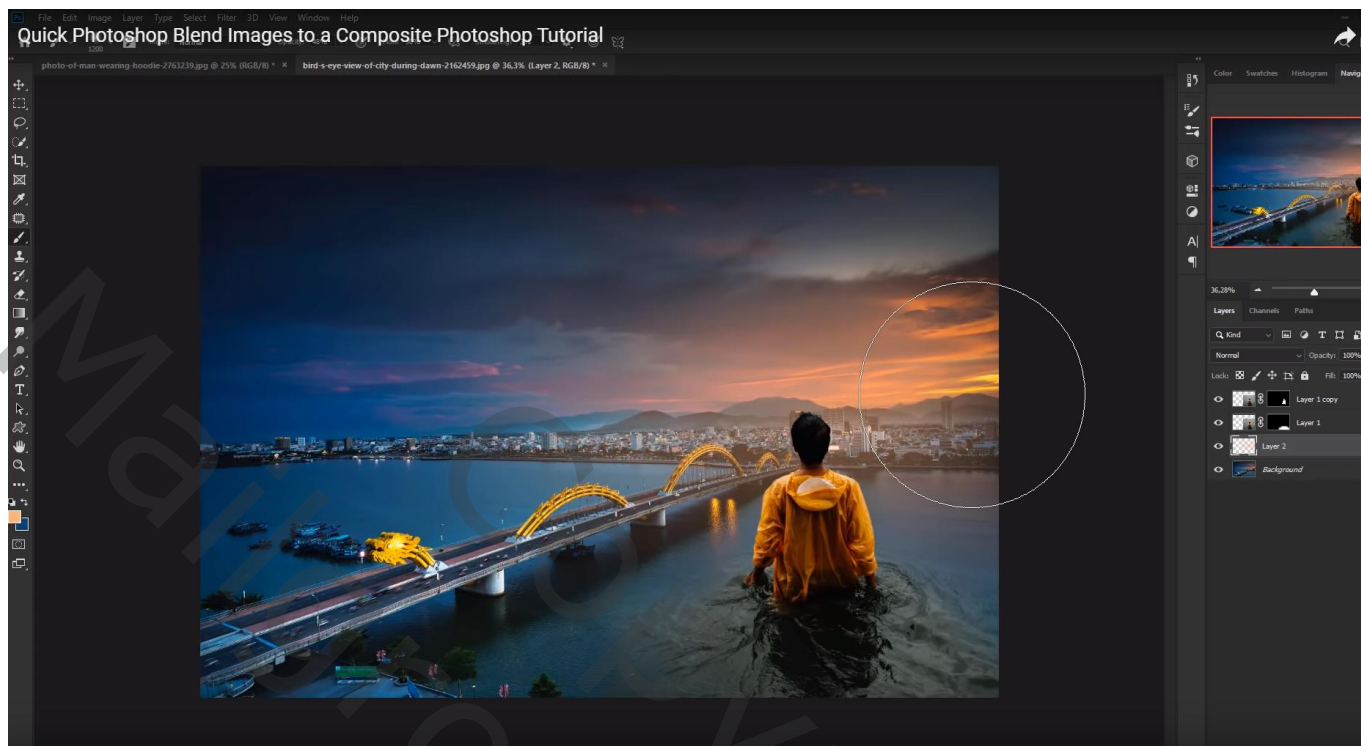 Ps File Edit Image Layer Type Select Filter 3D View Window Help
Quick Photoshop Blend Images to a Composite Photoshop Tutorial
1200
photo-of-man-wearing-hoodie-2763239.jpg @ 25% (RGB/8) * × bird-s-eye-view-of-city-during-dawn-2162459.jpg @ 36,3% (Layer 2, RGB/8) * ×
Color Swatches Histogram Navig
36,28%
Layers Channels Paths
Kind
Normal Opacity: 100%
Lock: Fill: 100%
Layer 1 copy
Layer 1
Layer 2
Background